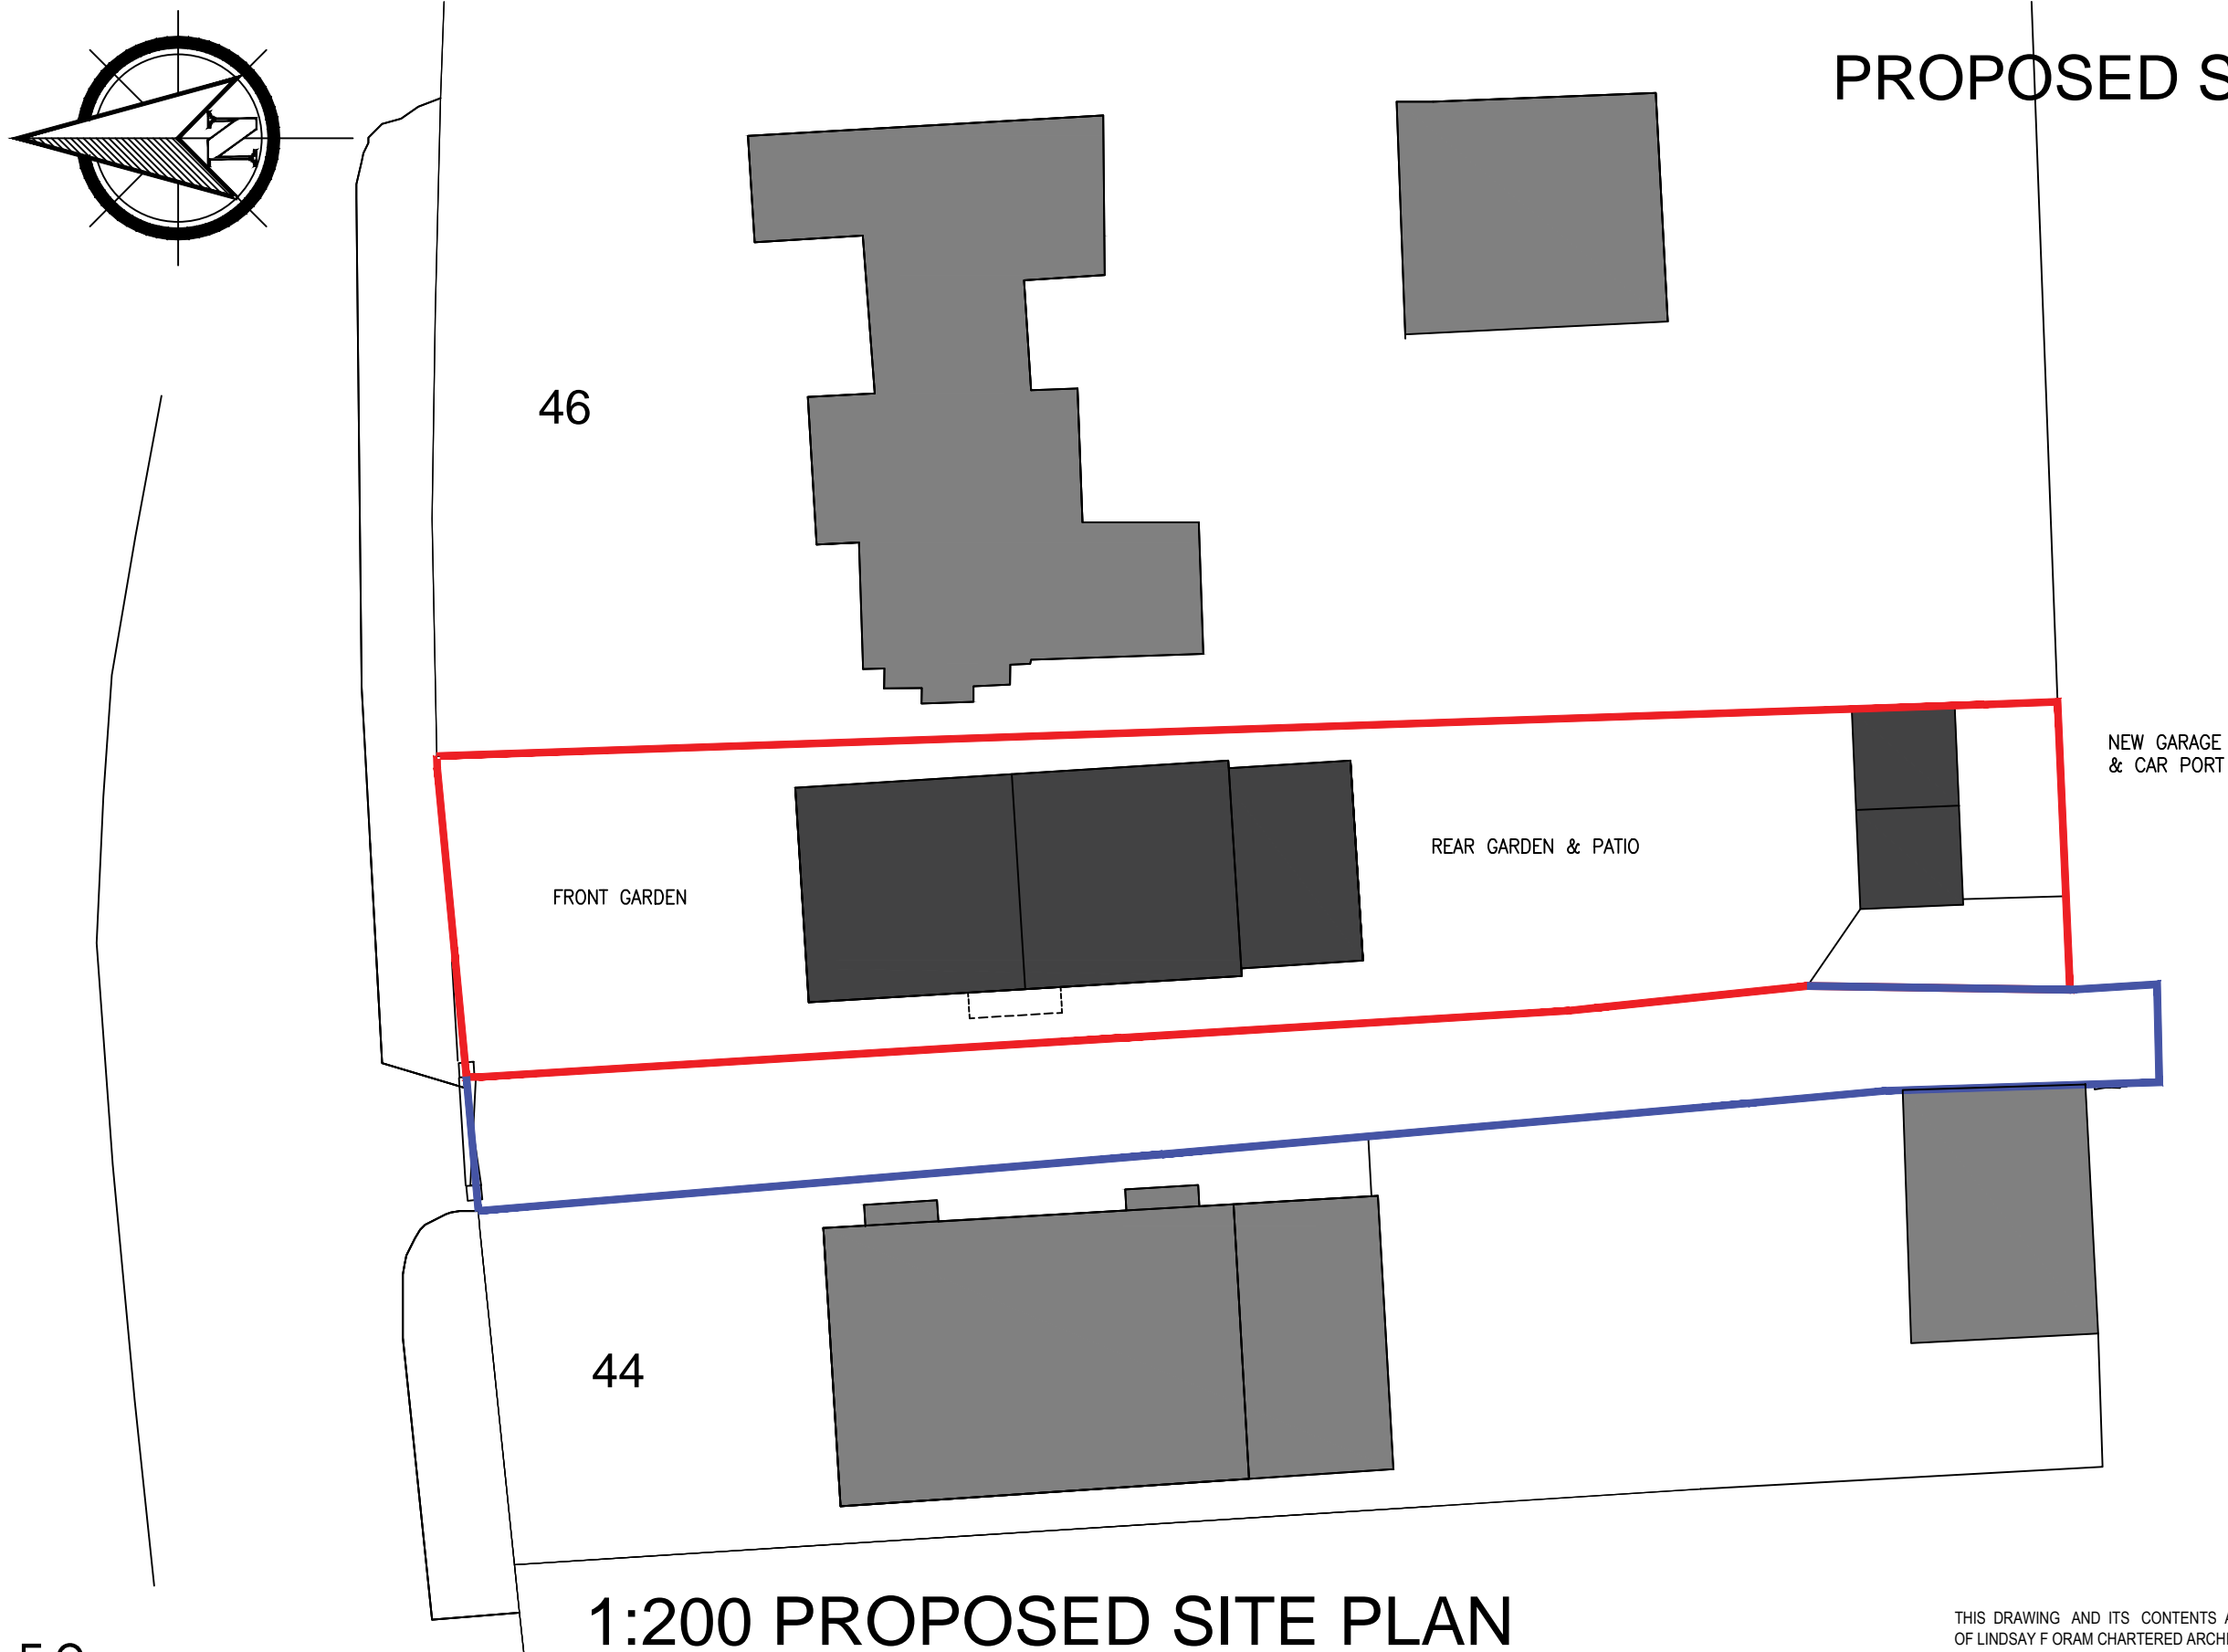 PROPOSED S
N
46
NEW GARAGE
& CAR PORT
REAR GARDEN & PATIO
FRONT GARDEN
44
1:200 PROPOSED SITE PLAN
THIS DRAWING AND ITS CONTENTS A
OF LINDSAY F ORAM CHARTERED ARCHI